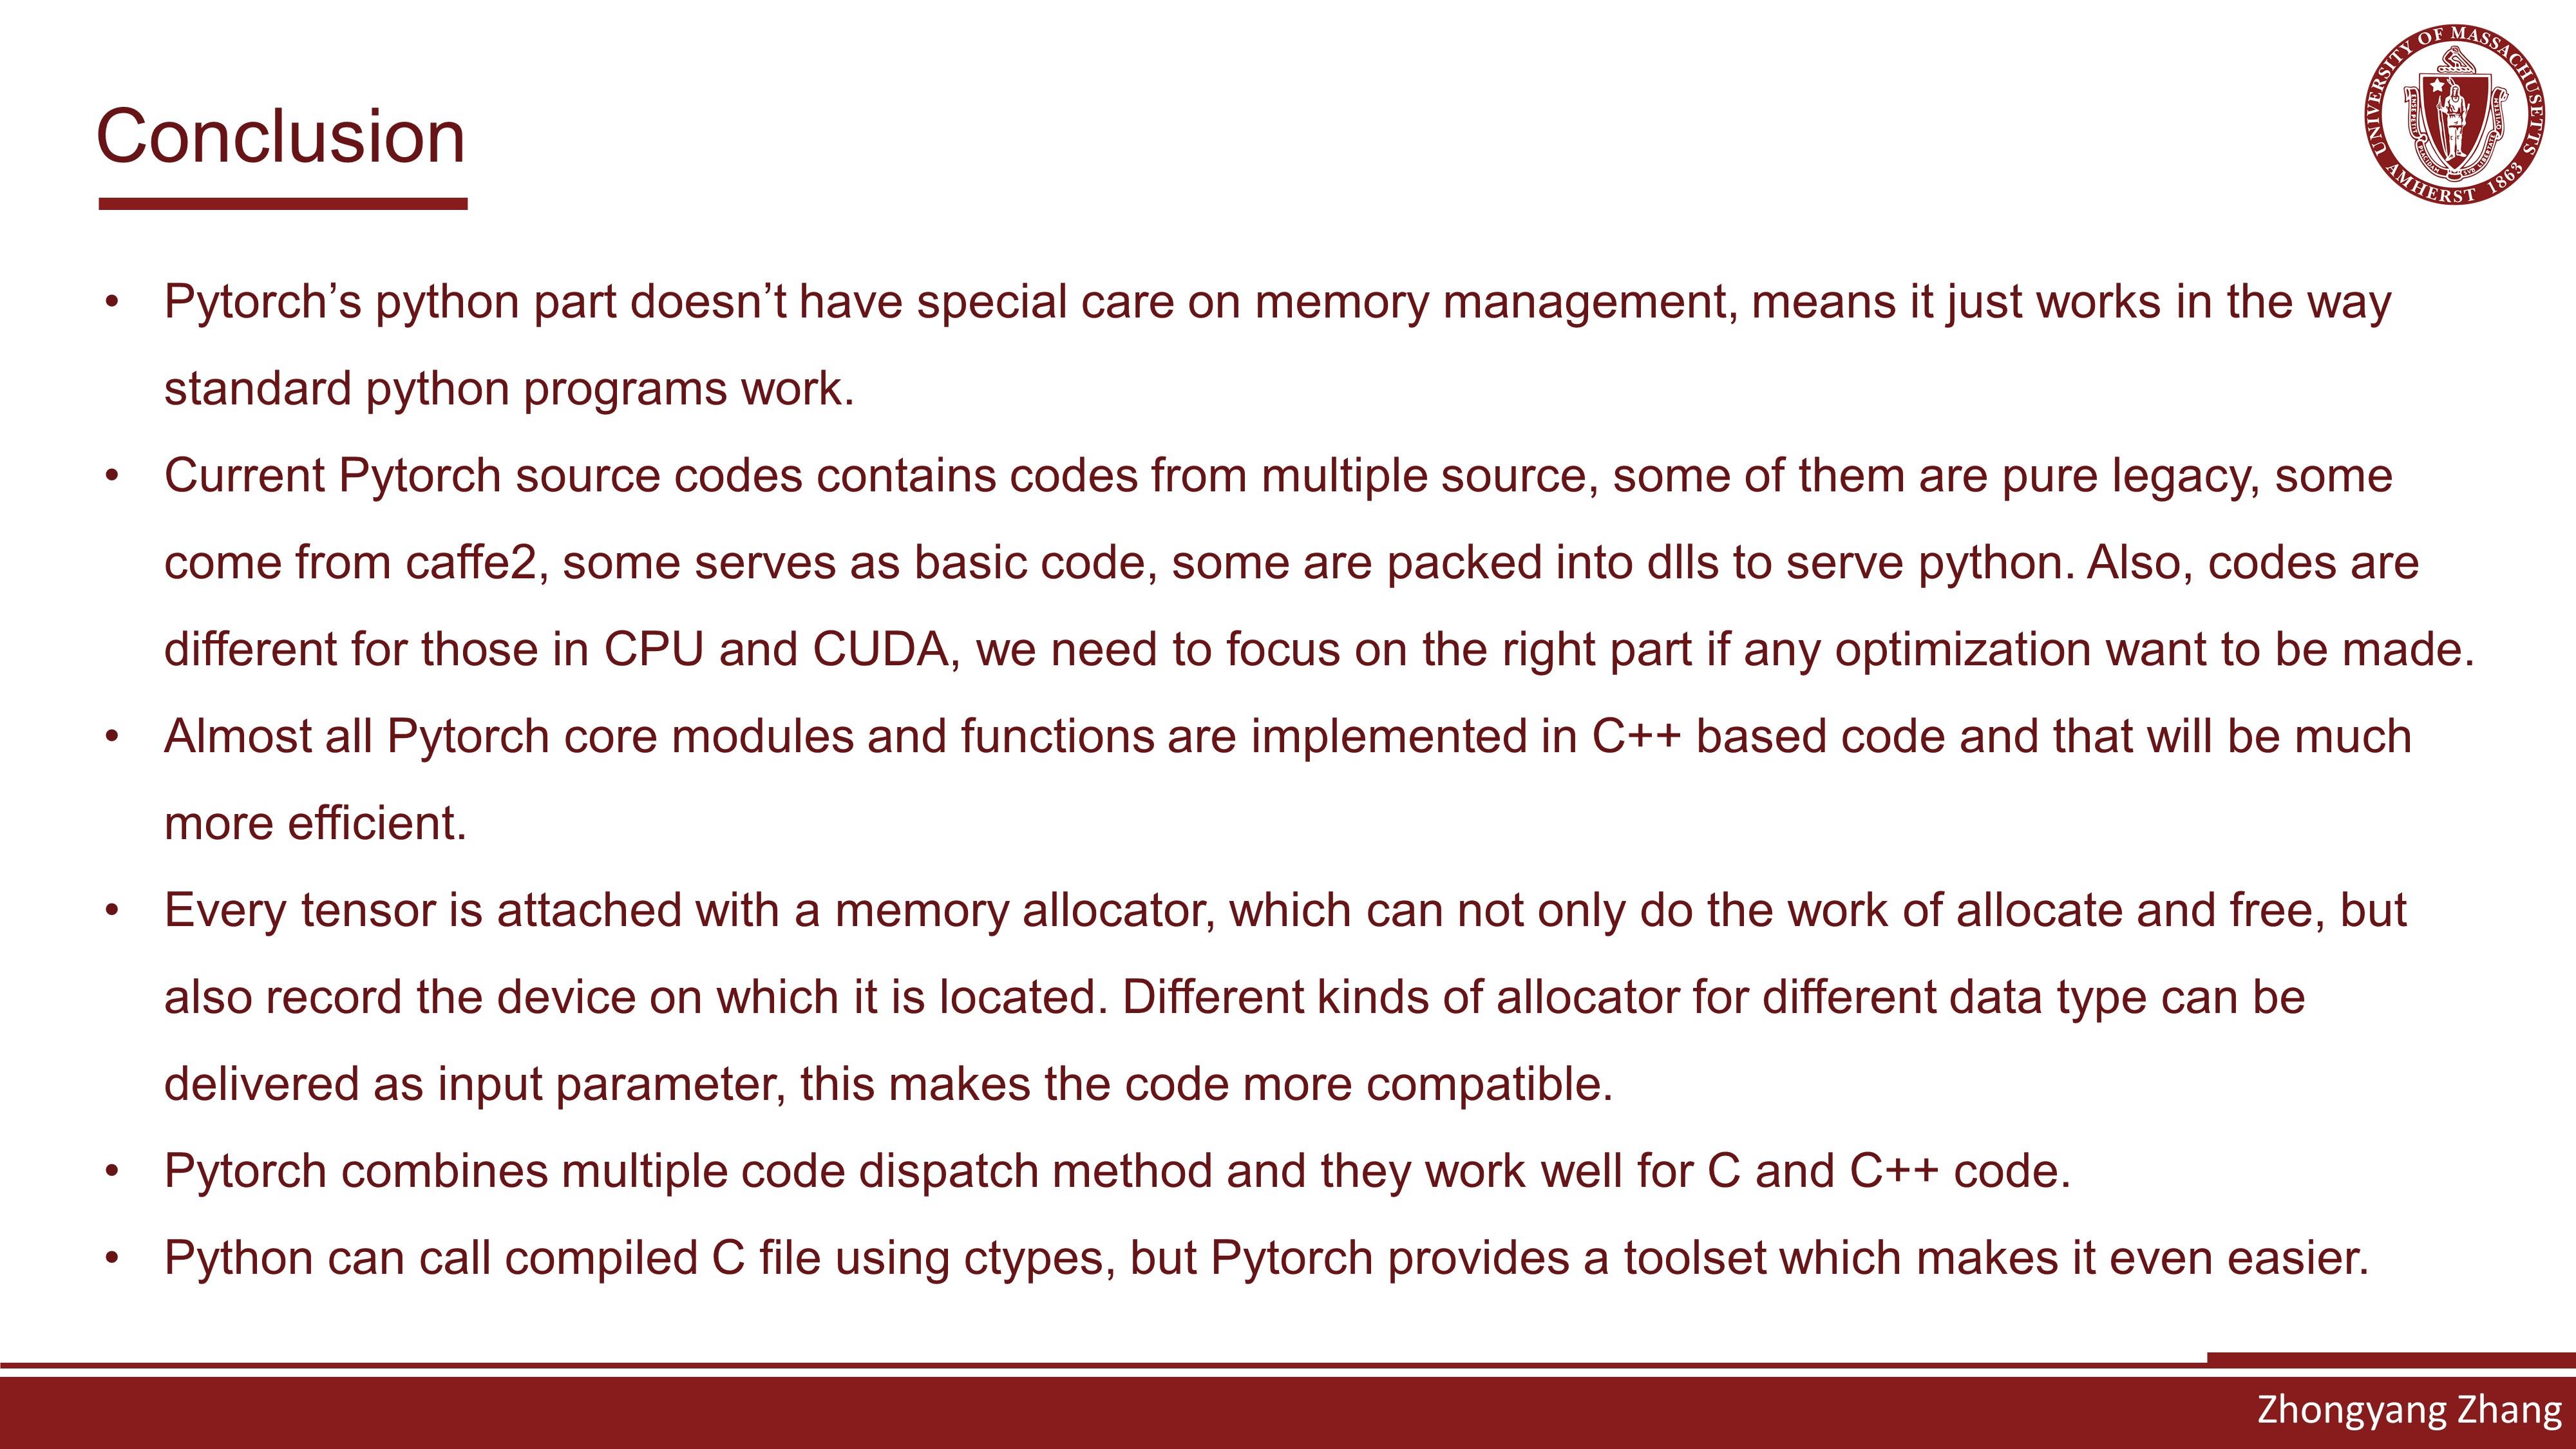 UNIVERSITY OF MASSACHUSETTS
AMHERST 1863
Conclusion
• Pytorch’s python part doesn’t have special care on memory management, means it just works in the way
standard python programs work.
• Current Pytorch source codes contains codes from multiple source, some of them are pure legacy, some
come from caffe2, some serves as basic code, some are packed into dlls to serve python. Also, codes are
different for those in CPU and CUDA, we need to focus on the right part if any optimization want to be made.
• Almost all Pytorch core modules and functions are implemented in C++ based code and that will be much
more efficient.
• Every tensor is attached with a memory allocator, which can not only do the work of allocate and free, but
also record the device on which it is located. Different kinds of allocator for different data type can be
delivered as input parameter, this makes the code more compatible.
• Pytorch combines multiple code dispatch method and they work well for C and C++ code.
• Python can call compiled C file using ctypes, but Pytorch provides a toolset which makes it even easier.
Zhongyang Zhang